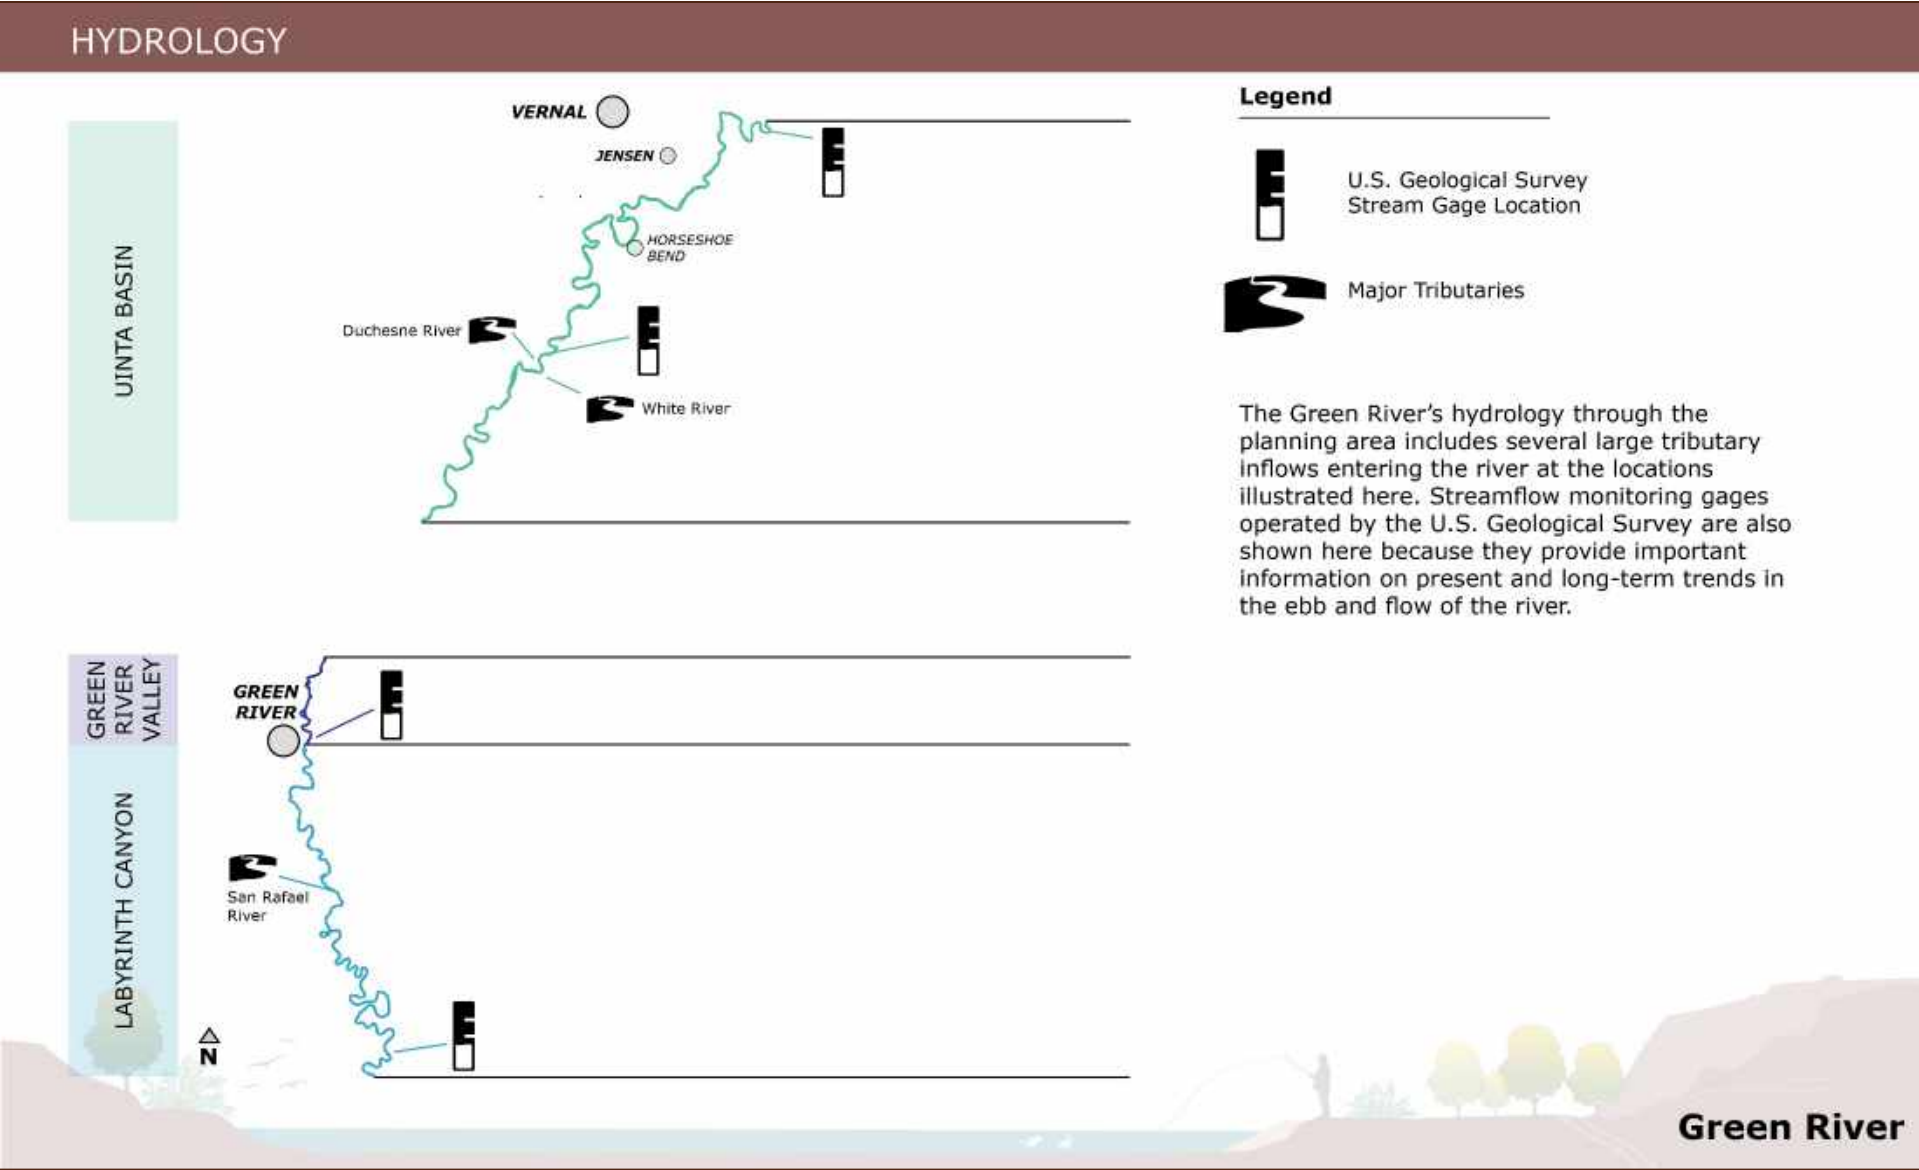 HYDROLOGY
UINTA BASIN
VERNAL
JENSEN
HORSESHOE
BEND
Duchesne River
White River
GREEN
RIVER
VALLEY
GREEN
RIVER
LABYRINTH CANYON
San Rafael
River
N
Legend
U.S. Geological Survey
Stream Gage Location
Major Tributaries
The Green River’s hydrology through the
planning area includes several large tributary
inflows entering the river at the locations
illustrated here. Streamflow monitoring gages
operated by the U.S. Geological Survey are also
shown here because they provide important
information on present and long-term trends in
the ebb and flow of the river.
Green River